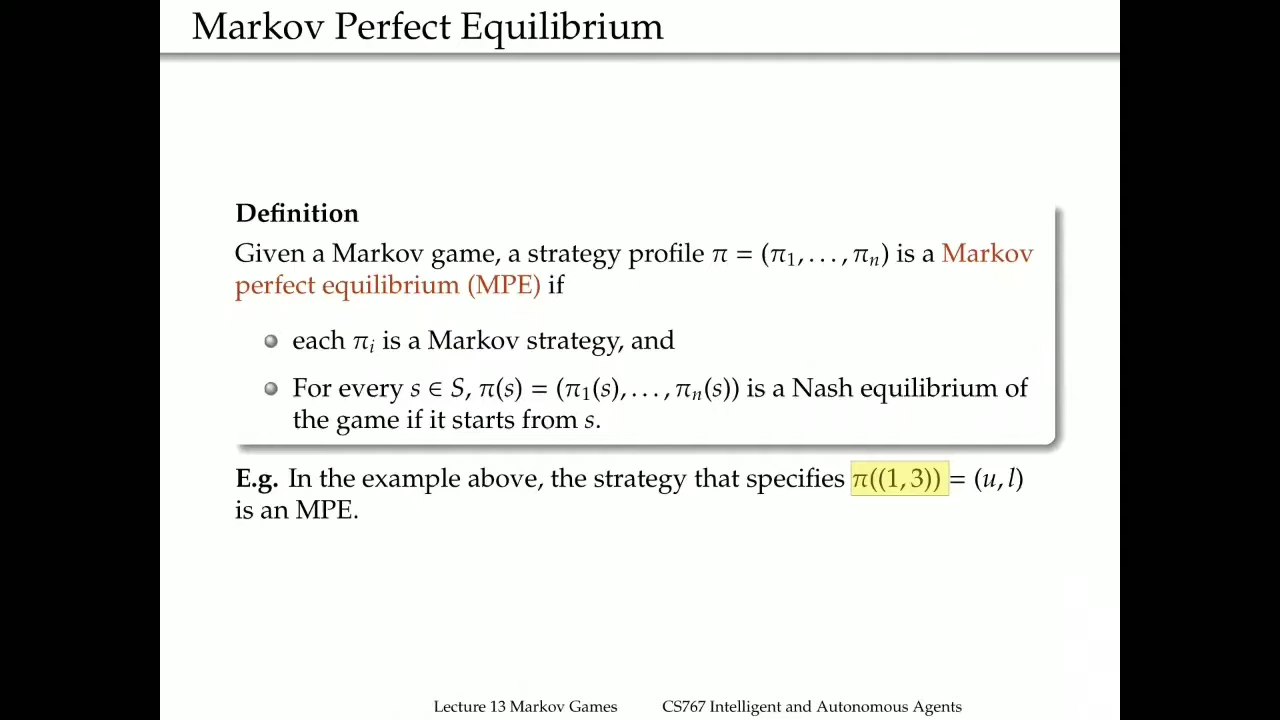 Markov Perfect Equilibrium
Definition
Given a Markov game, a strategy profile π = (π₁, . . . , πₙ) is a Markov
perfect equilibrium (MPE) if
each πᵢ is a Markov strategy, and
For every s ∈ S, π(s) = (π₁(s), . . . , πₙ(s)) is a Nash equilibrium of
the game if it starts from s.
E.g. In the example above, the strategy that specifies π((1, 3)) = (u, l)
is an MPE.
Lecture 13 Markov Games CS767 Intelligent and Autonomous Agents